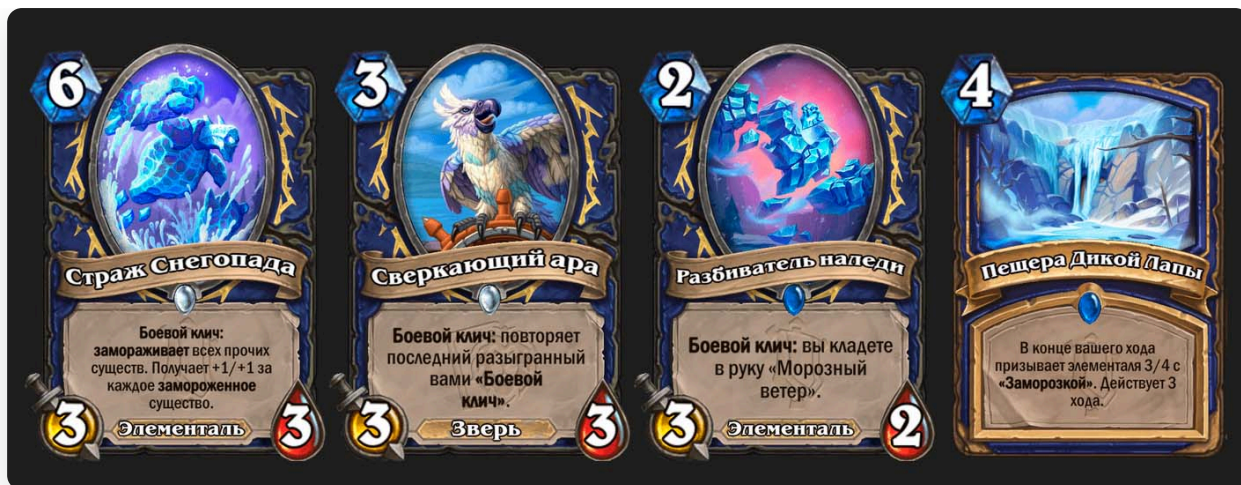 6
Страж Снегопада
Боевой клич:
замораживает всех прочих
существ. Получает +1/+1 за
каждое замороженное
существо.
3
Элементаль
3
3
Сверкающий ара
Боевой клич: повторяет
последний разыгранный
вами «Боевой
клич».
3
Зверь
3
2
Разбиватель наледи
Боевой клич: вы кладете
в руку «Морозный
ветер».
3
Элементаль
2
4
Пещера Дикой Лапы
В конце вашего хода
призывает элементаля 3/4 с
«Заморозкой». Действует 3
хода.